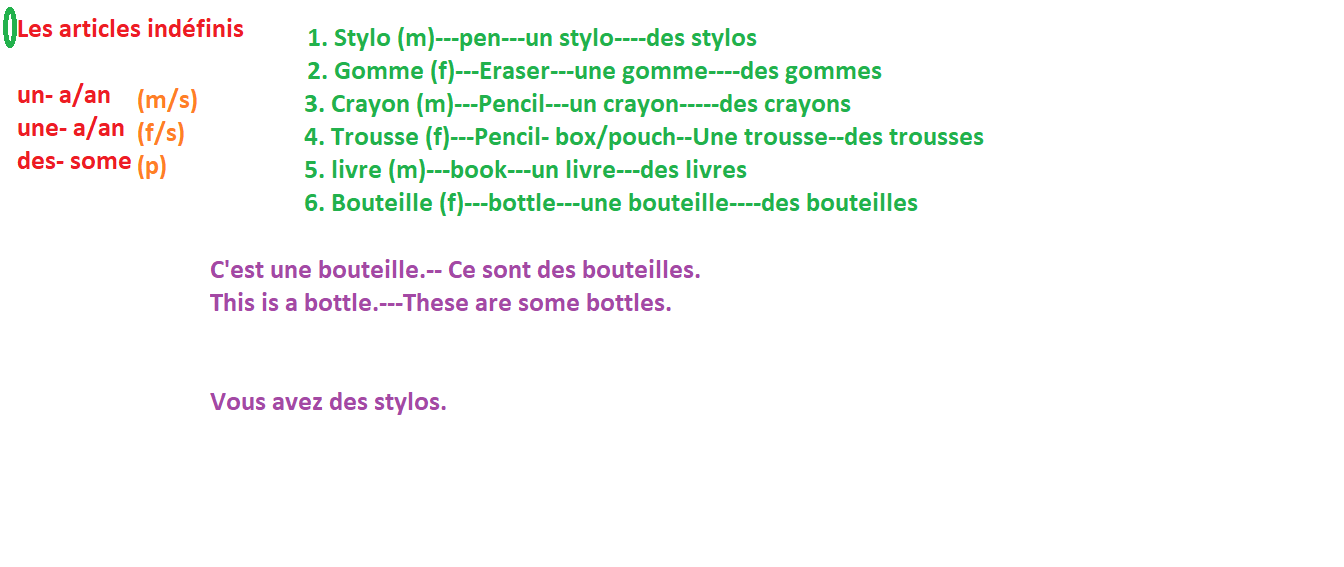 Les articles indéfinis
un- a/an (m/s)
une- a/an (f/s)
des- some (p)
1. Stylo (m)---pen---un stylo----des stylos
2. Gomme (f)---Eraser---une gomme----des gommes
3. Crayon (m)---Pencil---un crayon-----des crayons
4. Trousse (f)---Pencil- box/pouch--Une trousse--des trousses
5. livre (m)---book---un livre---des livres
6. Bouteille (f)---bottle---une bouteille----des bouteilles
C'est une bouteille.-- Ce sont des bouteilles.
This is a bottle.---These are some bottles.
Vous avez des stylos.